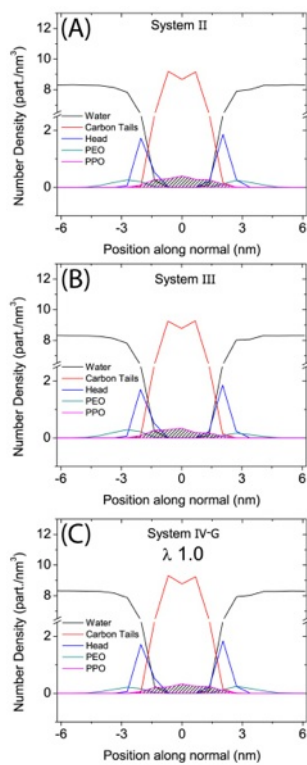 (A)
System II
12
10
8
2
0
Number Density (part./nm³)
Water
Carbon Tails
Head
PEO
PPO
-6 -3 0 3 6
Position along normal (nm)
(B)
System III
12
10
8
2
0
Number Density (part./nm³)
Water
Carbon Tails
Head
PEO
PPO
-6 -3 0 3 6
Position along normal (nm)
(C)
System IV-G
λ 1.0
12
10
8
2
0
Number Density (part./nm³)
Water
Carbon Tails
Head
PEO
PPO
-6 -3 0 3 6
Position along normal (nm)